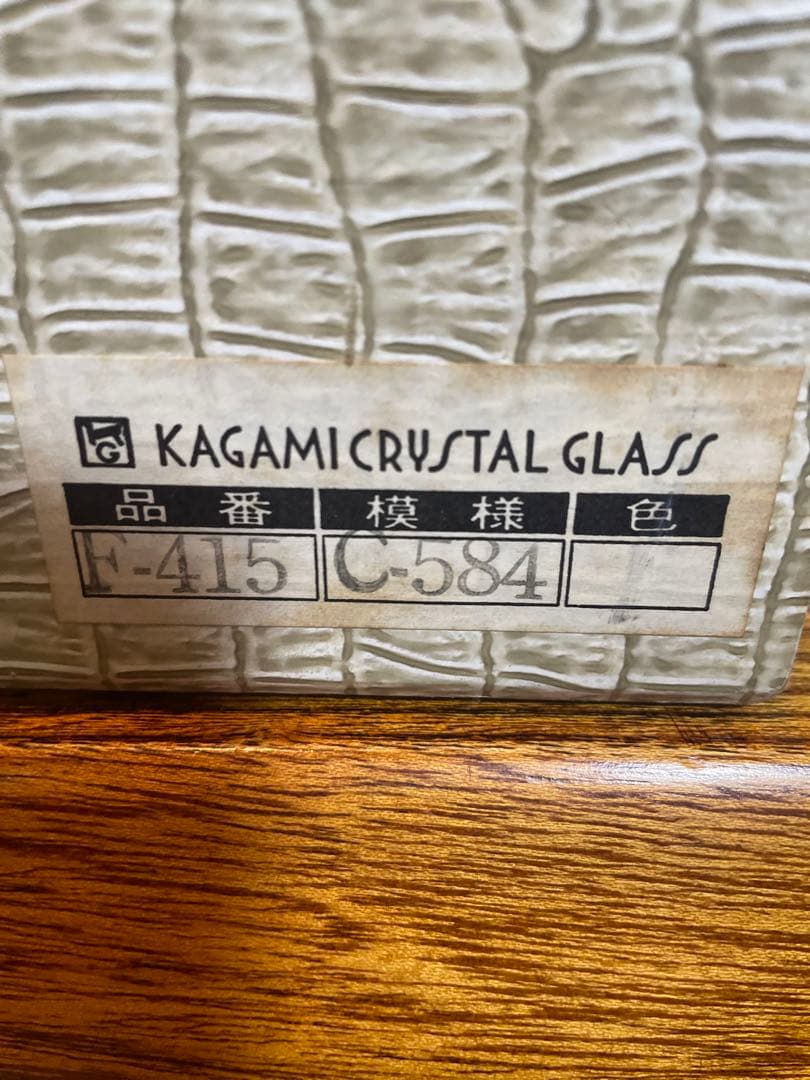 G KAGAMI CRYSTAL GLASS
品番 模様 色
F-415 C-584